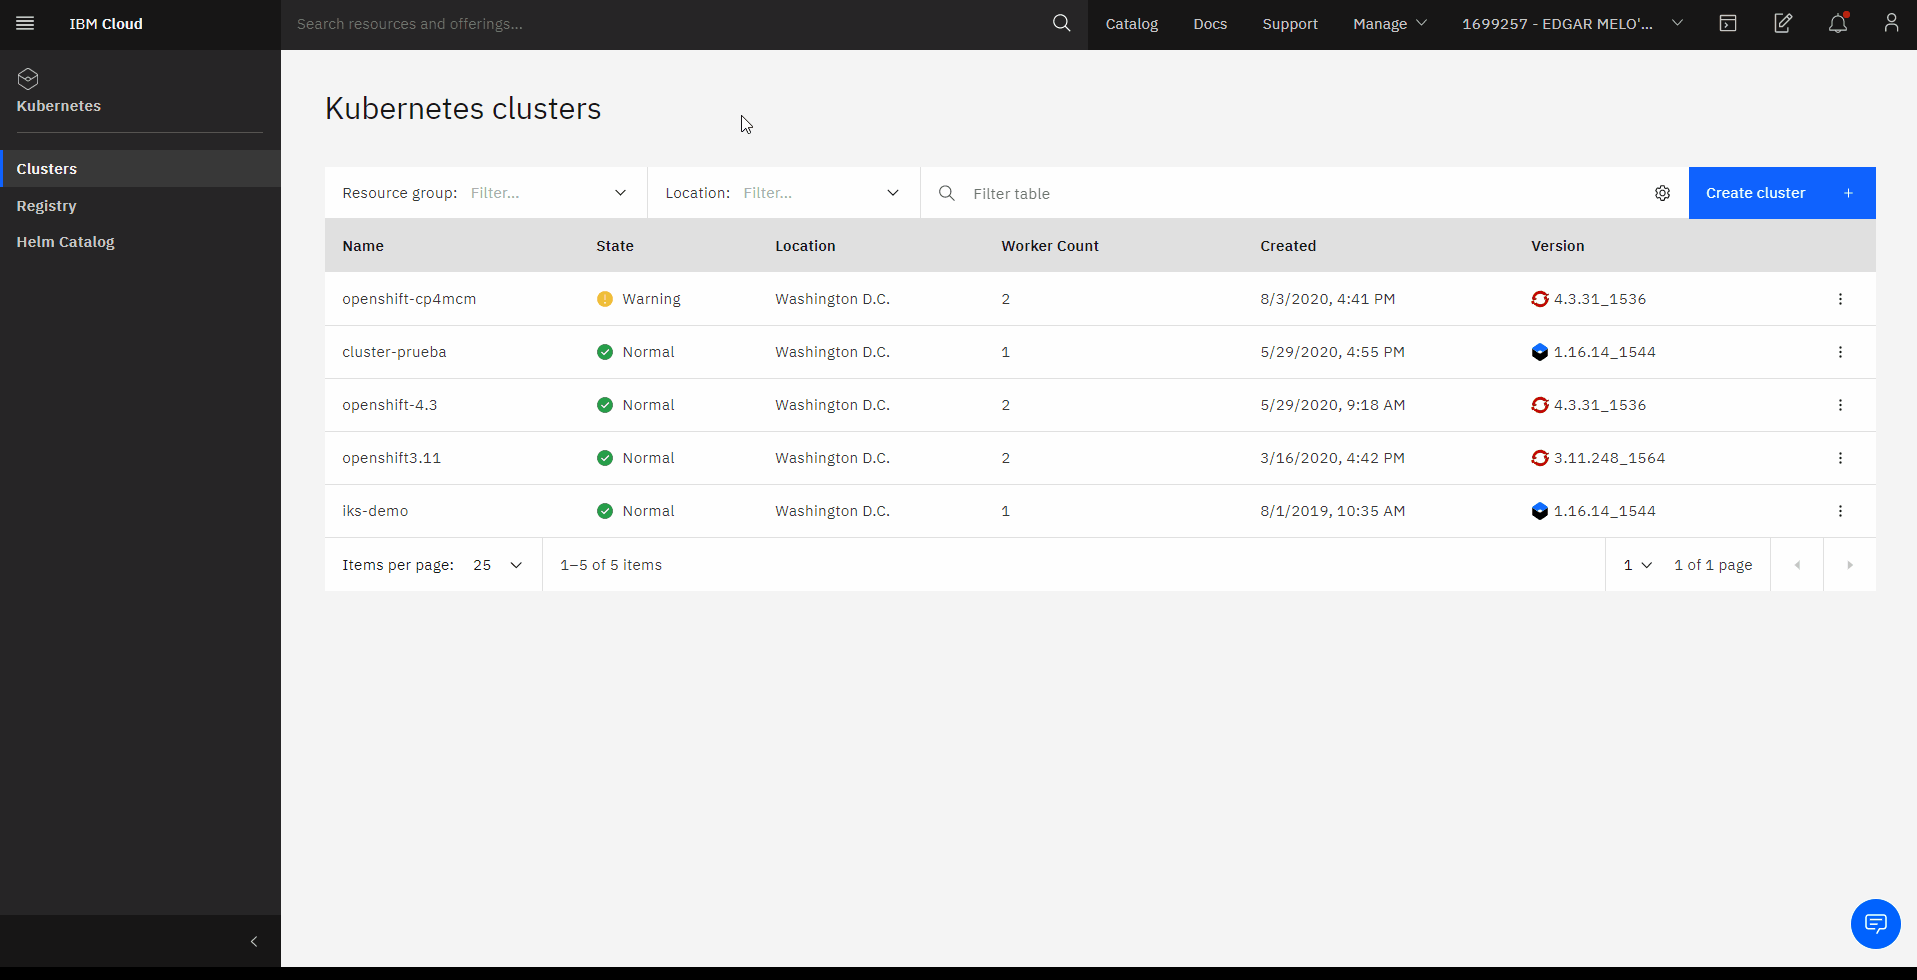 IBM Cloud
Search resources and offerings...
Catalog
Docs
Support
Manage
1699257 - EDGAR MELO'...
Kubernetes
Clusters
Registry
Helm Catalog
Kubernetes clusters
Resource group: Filter...
Location: Filter...
Filter table
Create cluster +
Name State Location Worker Count Created Version
openshift-cp4mcm Warning Washington D.C. 2 8/3/2020, 4:41 PM 4.3.31_1536
cluster-prueba Normal Washington D.C. 1 5/29/2020, 4:55 PM 1.16.14_1544
openshift-4.3 Normal Washington D.C. 2 5/29/2020, 9:18 AM 4.3.31_1536
openshift3.11 Normal Washington D.C. 2 3/16/2020, 4:42 PM 3.11.248_1564
iks-demo Normal Washington D.C. 1 8/1/2019, 10:35 AM 1.16.14_1544
Items per page: 25 1–5 of 5 items 1 1 of 1 page